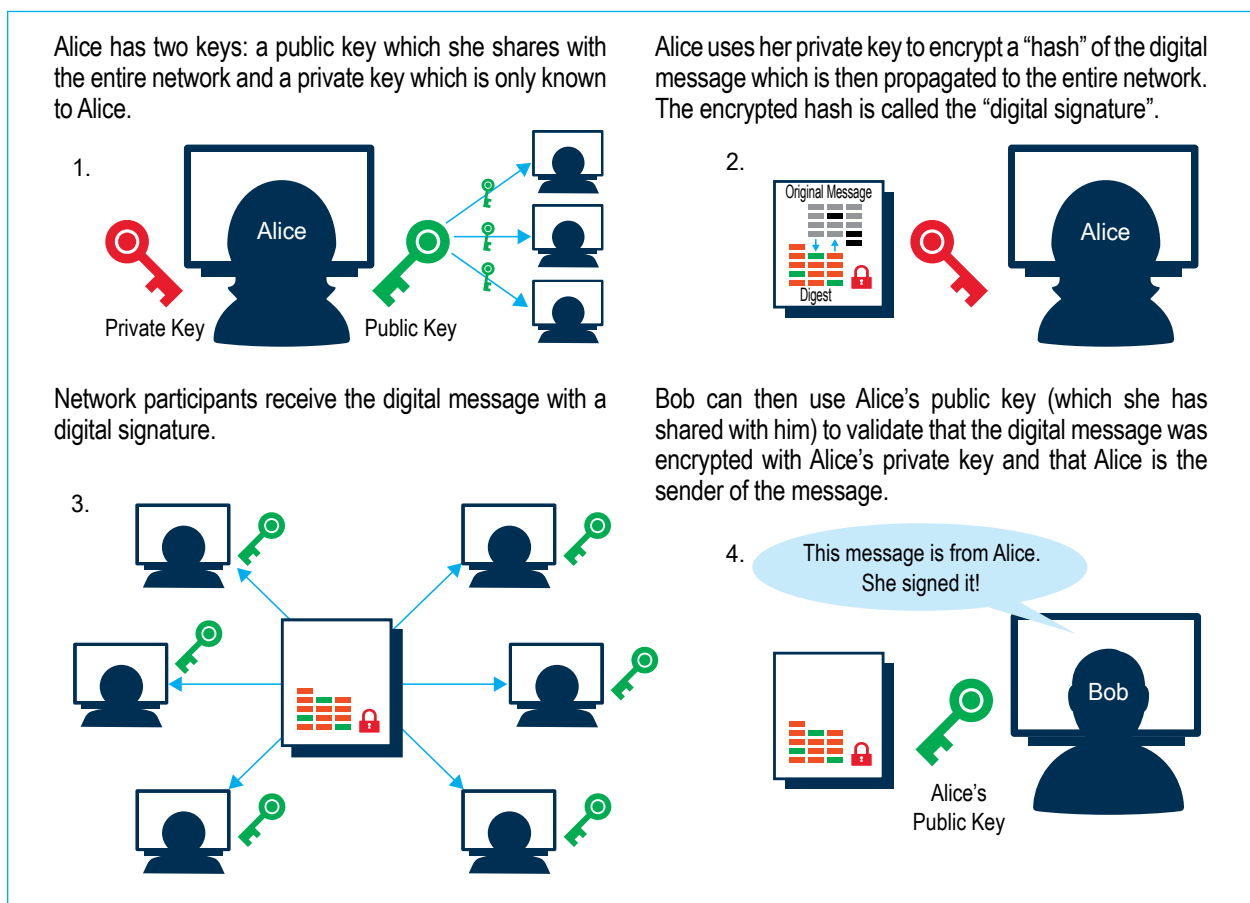 Alice has two keys: a public key which she shares with
the entire network and a private key which is only known
to Alice.
1.
Alice
Private Key
Public Key
Alice uses her private key to encrypt a “hash” of the digital
message which is then propagated to the entire network.
The encrypted hash is called the “digital signature”.
2.
Original Message
Digest
Alice
Network participants receive the digital message with a
digital signature.
3.
Bob can then use Alice’s public key (which she has
shared with him) to validate that the digital message was
encrypted with Alice’s private key and that Alice is the
sender of the message.
4.
This message is from Alice.
She signed it!
Bob
Alice’s
Public Key